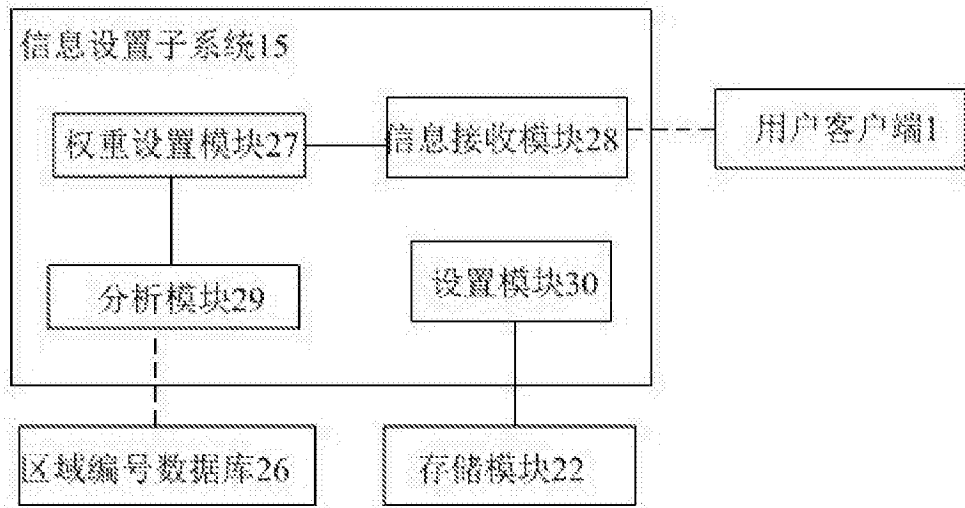 信息设置子系统15
权重设置模块27
信息接收模块28
用户客户端1
分析模块29
设置模块30
区域编号数据库26
存储模块22